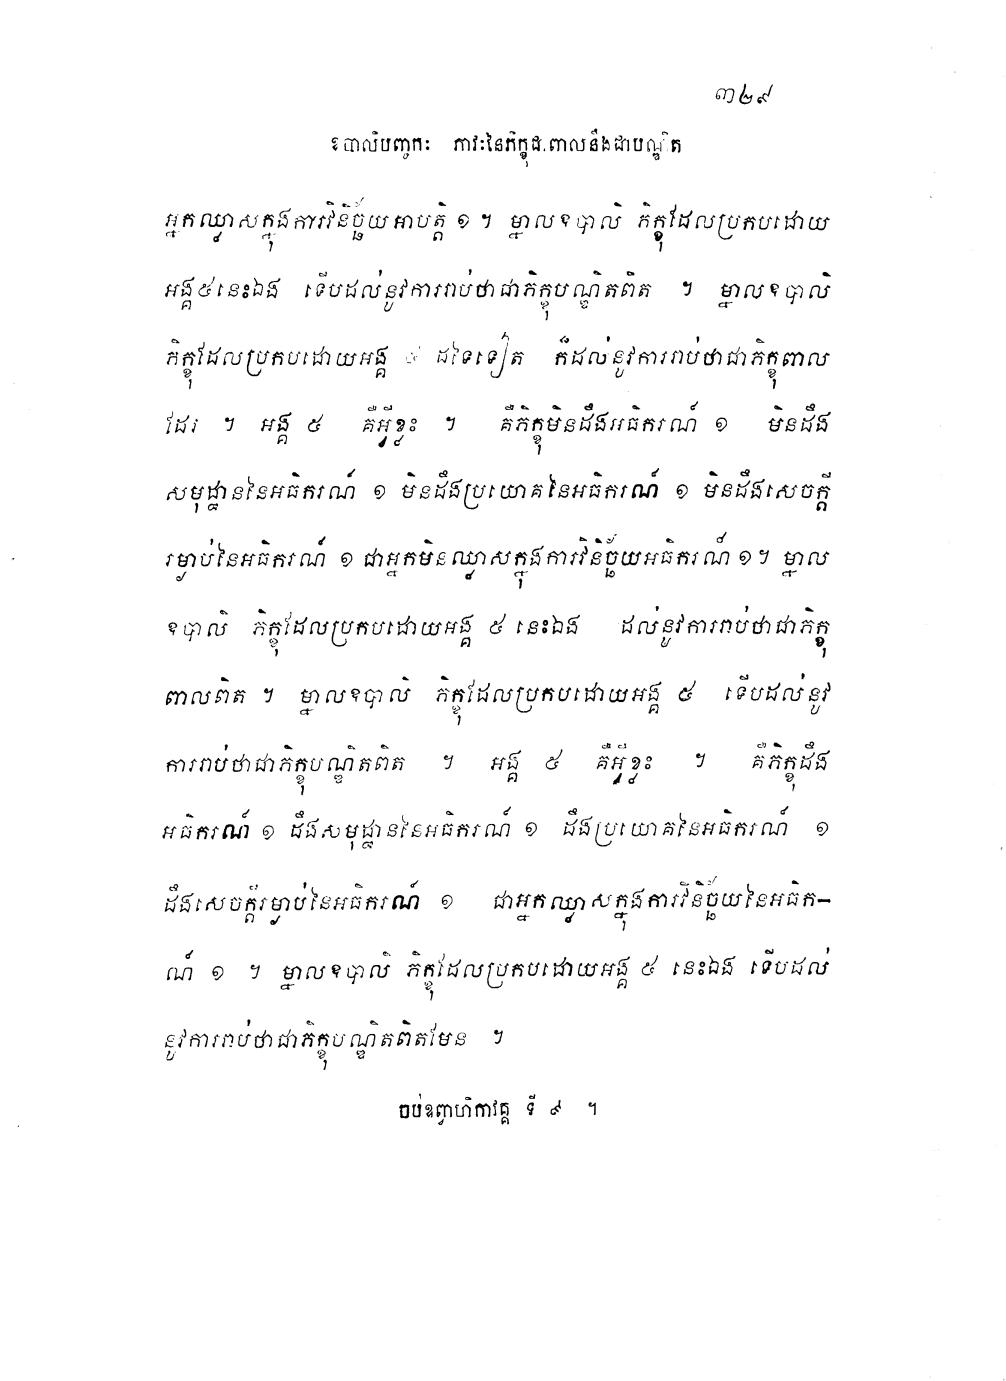 ៣២៩
ឧបាលិបញ្ចកៈ ភាវៈនៃភិក្ខុជាពាលនឹងជាបណ្ឌិត
អ្នកឈ្លាសក្នុងការវិនិច្ឆ័យអាបត្តិ ១ ។ ម្នាលឧបាលិ ភិក្ខុដែលប្រកបដោយ
អង្គ៥នេះឯង ទើបដល់នូវការរាប់ថាជាភិក្ខុបណ្ឌិតពិត ។ ម្នាលឧបាលិ
ភិក្ខុដែលប្រកបដោយអង្គ ៥ ដទៃទៀត ក៏ដល់នូវការរាប់ថាជាភិក្ខុពាល
ដែរ ។ អង្គ ៥ គឺអ្វីខ្លះ ។ គឺភិក្ខុមិនដឹងអធិករណ៍ ១ មិនដឹង
សមុដ្ឋាននៃអធិករណ៍ ១ មិនដឹងប្រយោគនៃអធិករណ៍ ១ មិនដឹងសេចក្តី
រម្ងាប់នៃអធិករណ៍ ១ ជាអ្នកមិនឈ្លាសក្នុងការវិនិច្ឆ័យអធិករណ៍ ១ ។ ម្នាល
ឧបាលិ ភិក្ខុដែលប្រកបដោយអង្គ ៥ នេះឯង ដល់នូវការរាប់ថាជាភិក្ខុ
ពាលពិត ។ ម្នាលឧបាលិ ភិក្ខុដែលប្រកបដោយអង្គ ៥ ទើបដល់នូវ
ការរាប់ថាជាភិក្ខុបណ្ឌិតពិត ។ អង្គ ៥ គឺអ្វីខ្លះ ។ គឺភិក្ខុដឹង
អធិករណ៍ ១ ដឹងសមុដ្ឋាននៃអធិករណ៍ ១ ដឹងប្រយោគនៃអធិករណ៍ ១
ដឹងសេចក្តីរម្ងាប់នៃអធិករណ៍ ១ ជាអ្នកឈ្លាសក្នុងការវិនិច្ឆ័យនៃអធិក-
ណ៍ ១ ។ ម្នាលឧបាលិ ភិក្ខុដែលប្រកបដោយអង្គ ៥ នេះឯង ទើបដល់
នូវការរាប់ថាជាភិក្ខុបណ្ឌិតពិតមែន ។
ចប់ឧព្វាហិកាវគ្គ ទី ៩ ។